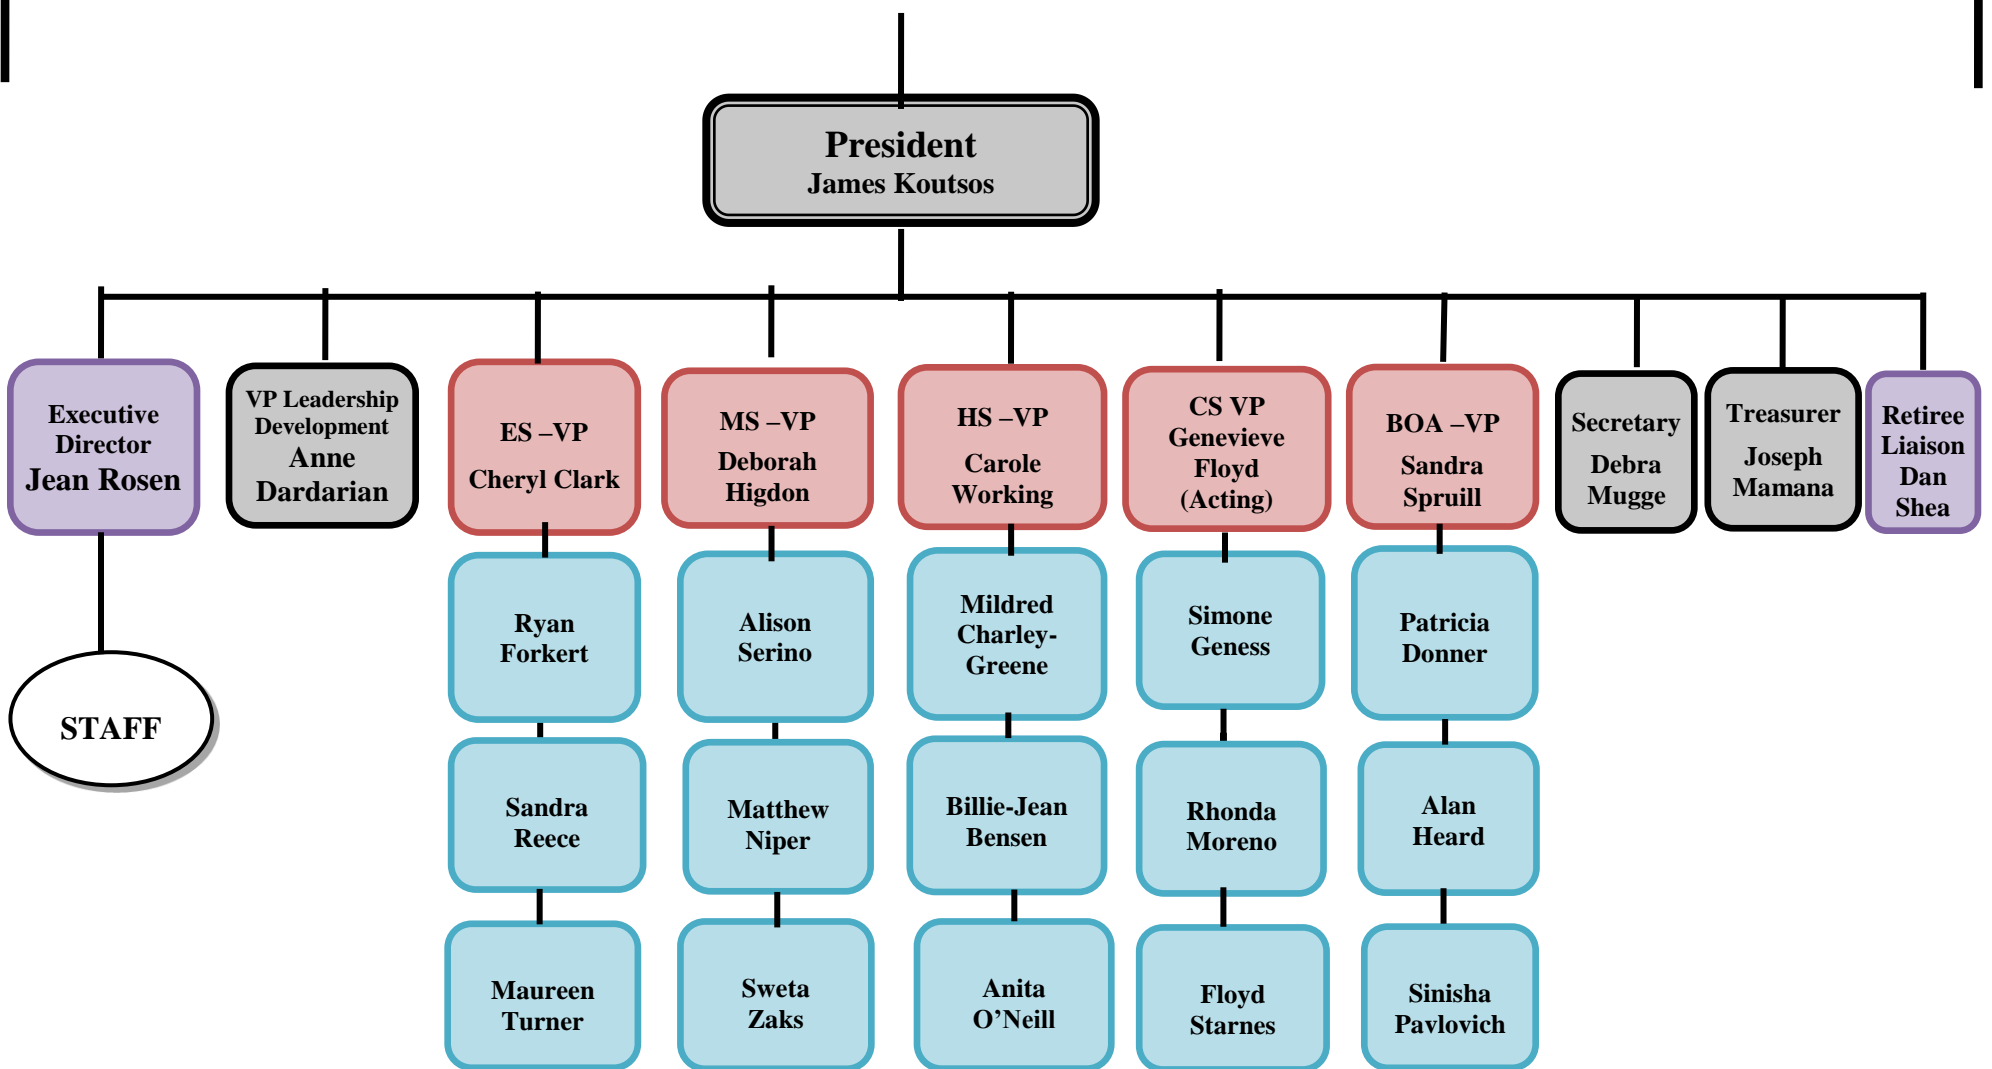 President
James Koutsos
Executive
Director
Jean Rosen
VP Leadership
Development
Anne
Dardarian
ES –VP
Cheryl Clark
MS –VP
Deborah
Higdon
HS –VP
Carole
Working
CS VP
Genevieve
Floyd
(Acting)
BOA –VP
Sandra
Spruill
Secretary
Debra
Mugge
Treasurer
Joseph
Mamana
Retiree
Liaison
Dan
Shea
STAFF
Ryan
Forkert
Alison
Serino
Mildred
Charley-
Greene
Simone
Geness
Patricia
Donner
Sandra
Reece
Matthew
Niper
Billie-Jean
Bensen
Rhonda
Moreno
Alan
Heard
Maureen
Turner
Sweta
Zaks
Anita
O’Neill
Floyd
Starnes
Sinisha
Pavlovich